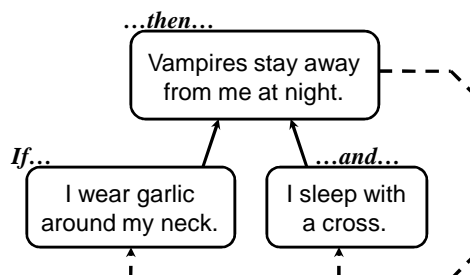 ...then...
Vampires stay away
from me at night.
If...
...and...
I wear garlic
around my neck.
I sleep with
a cross.